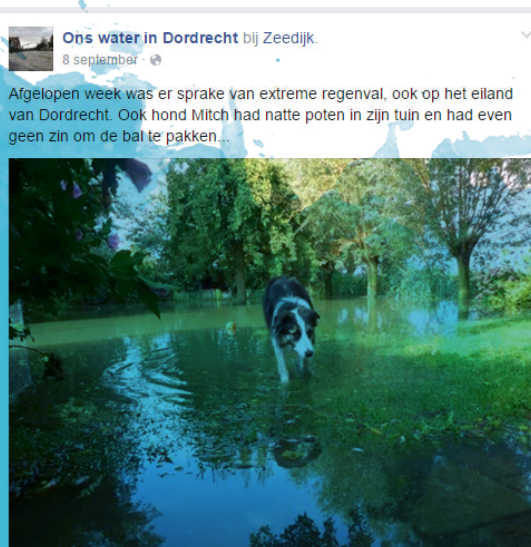 Ons water in Dordrecht bij Zeedijk.
8 september ·
Afgelopen week was er sprake van extreme regenval, ook op het eiland
van Dordrecht. Ook hond Mitch had natte poten in zijn tuin en had even
geen zin om de bal te pakken...